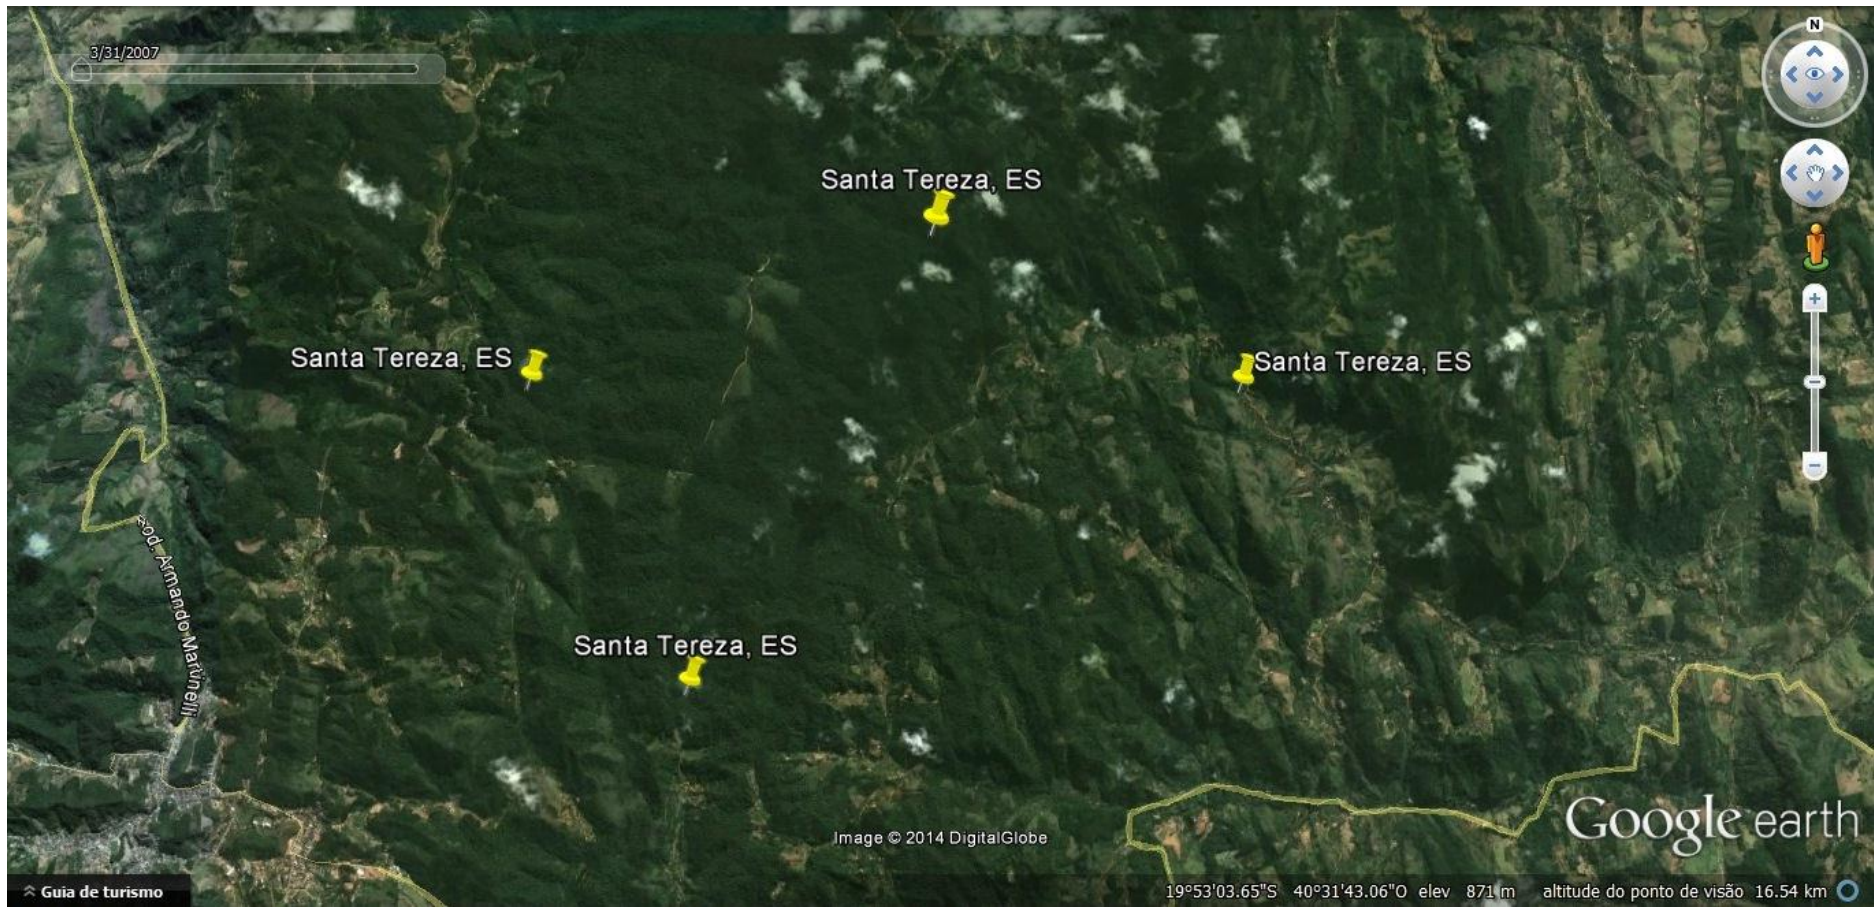 N
3/31/2007
Santa Tereza, ES
Santa Tereza, ES
Santa Tereza, ES
Rod. Armando Martinelli
Santa Tereza, ES
Image © 2014 DigitalGlobe
Google earth
Guia de turismo
19°53'03.65"S 40°31'43.06"O elev 871 m altitude do ponto de visão 16.54 km